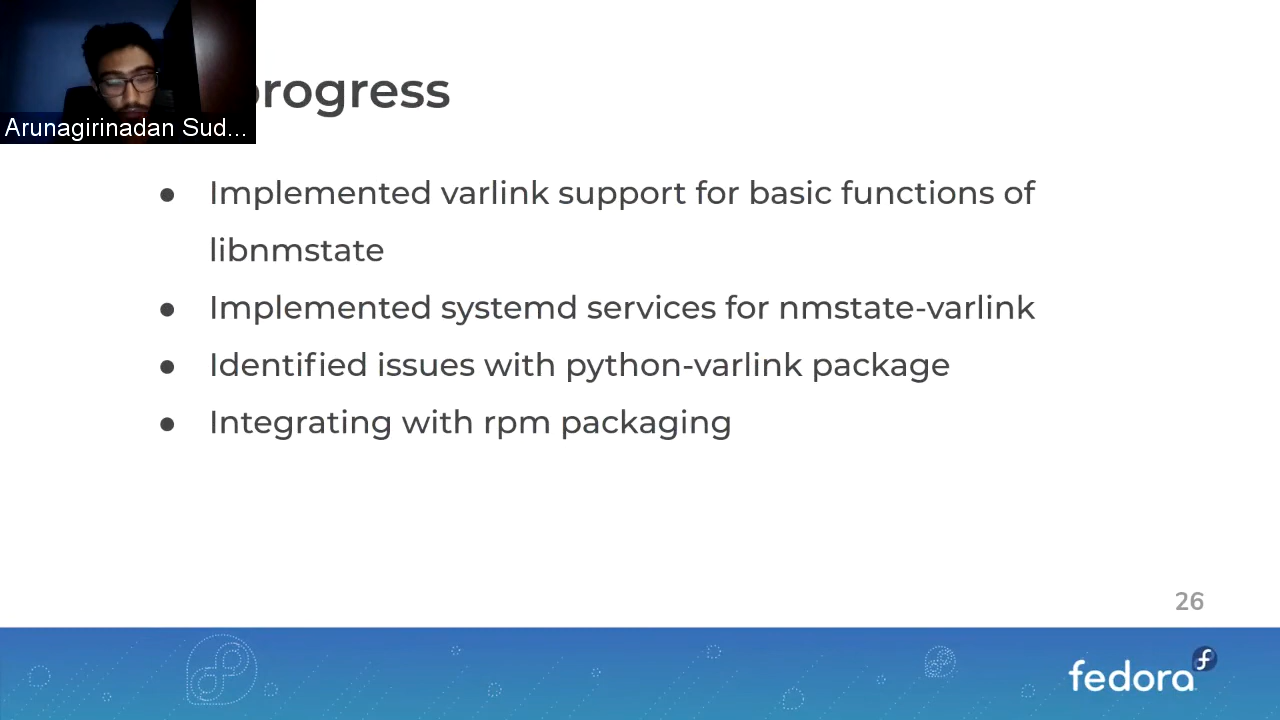 progress
Arunagirinadan Sud...
● Implemented varlink support for basic functions of
libnmstate
● Implemented systemd services for nmstate-varlink
● Identified issues with python-varlink package
● Integrating with rpm packaging
26
fedora